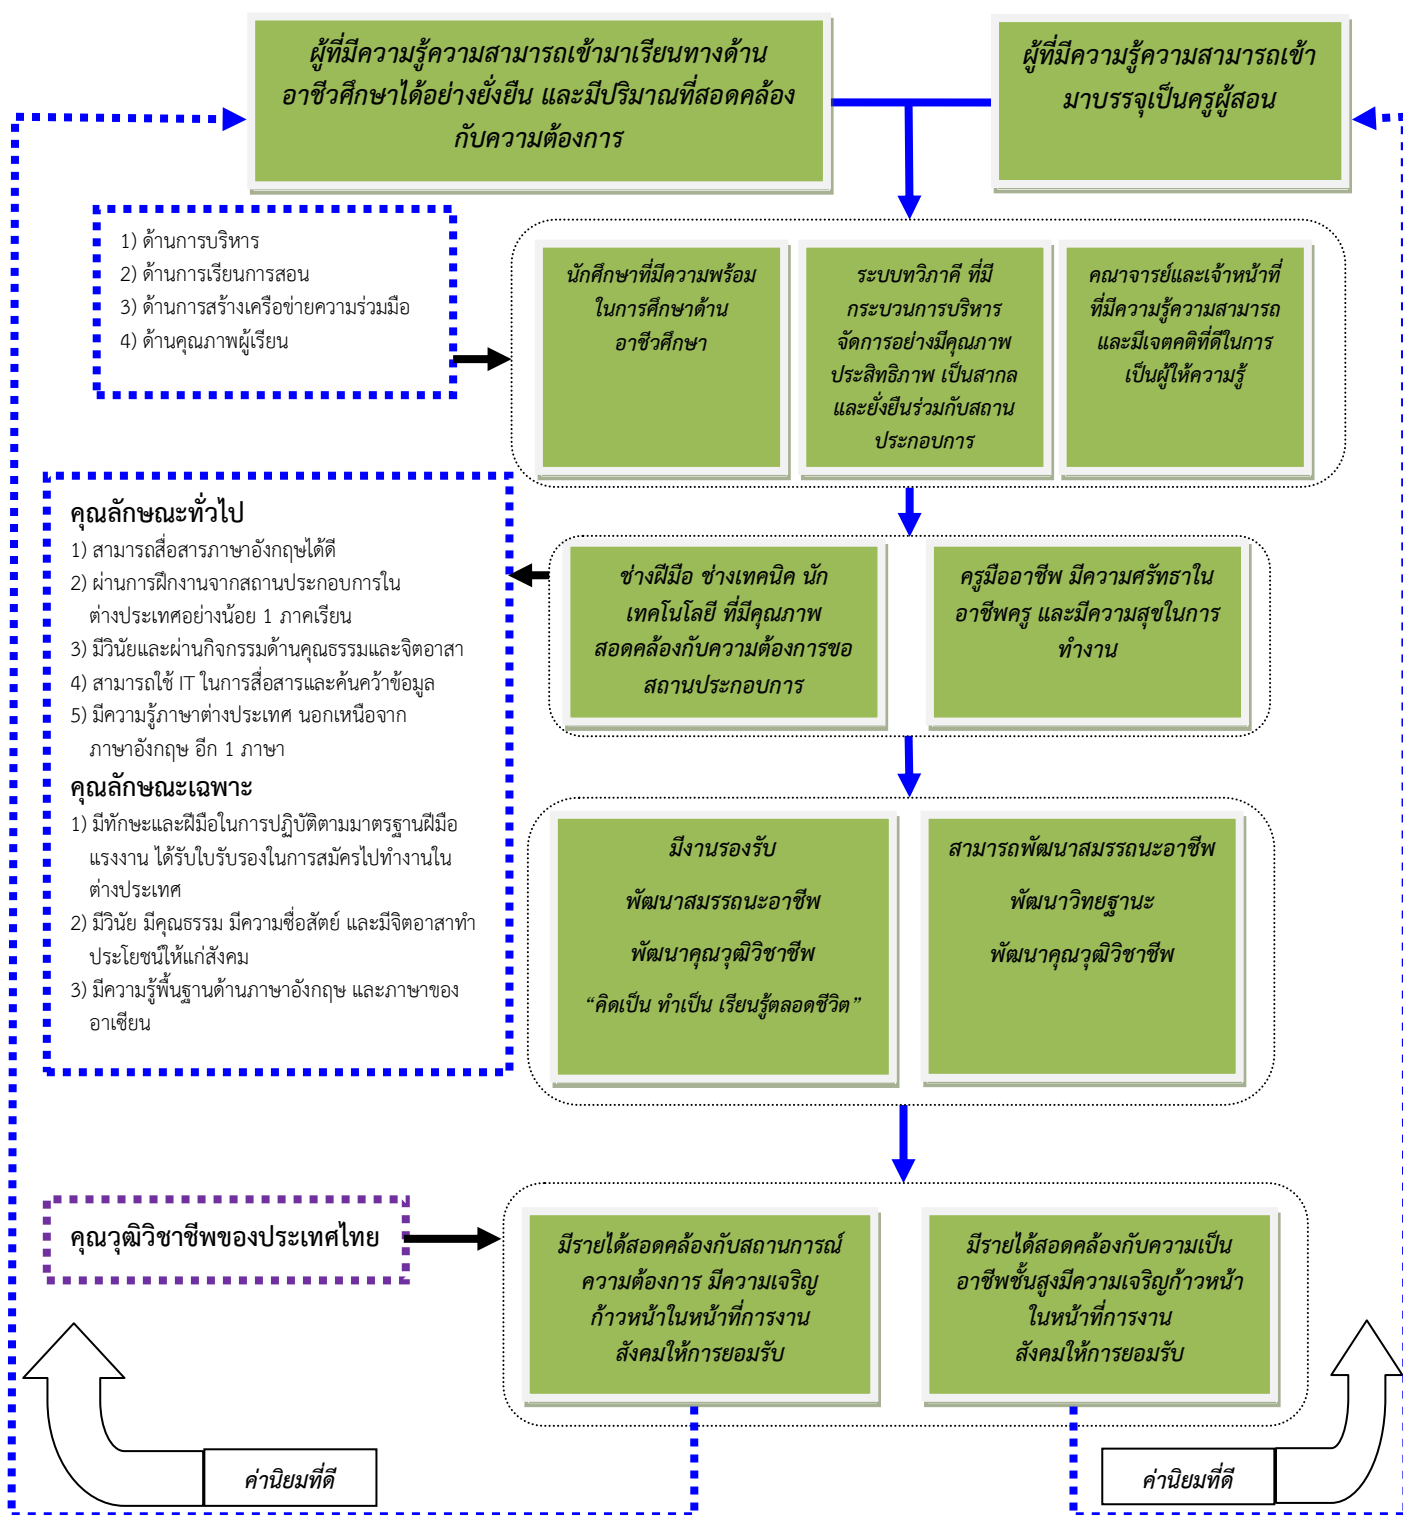 ผู้ที่มีความรู้ความสามารถเข้ามาเรียนทางด้าน
อาชีวศึกษาได้อย่างยั่งยืน และมีปริมาณที่สอดคล้อง
กับความต้องการ
ผู้ที่มีความรู้ความสามารถเข้า
มาบรรจุเป็นครูผู้สอน
1) ด้านการบริหาร
2) ด้านการเรียนการสอน
3) ด้านการสร้างเครือข่ายความร่วมมือ
4) ด้านคุณภาพผู้เรียน
นักศึกษาที่มีความพร้อม
ในการศึกษาด้าน
อาชีวศึกษา
ระบบทวิภาคี ที่มี
กระบวนการบริหาร
จัดการอย่างมีคุณภาพ
ประสิทธิภาพ เป็นสากล
และยั่งยืนร่วมกับสถาน
ประกอบการ
คณาจารย์และเจ้าหน้าที่
ที่มีความรู้ความสามารถ
และมีเจตคติที่ดีในการ
เป็นผู้ให้ความรู้
คุณลักษณะทั่วไป
1) สามารถสื่อสารภาษาอังกฤษได้ดี
2) ผ่านการฝึกงานจากสถานประกอบการใน
ต่างประเทศอย่างน้อย 1 ภาคเรียน
3) มีวินัยและผ่านกิจกรรมด้านคุณธรรมและจิตอาสา
4) สามารถใช้ IT ในการสื่อสารและค้นคว้าข้อมูล
5) มีความรู้ภาษาต่างประเทศ นอกเหนือจาก
ภาษาอังกฤษ อีก 1 ภาษา
คุณลักษณะเฉพาะ
1) มีทักษะและฝีมือในการปฏิบัติตามมาตรฐานฝีมือ
แรงงาน ได้รับใบรับรองในการสมัครไปทำงานใน
ต่างประเทศ
2) มีวินัย มีคุณธรรม มีความซื่อสัตย์ และมีจิตอาสาทำ
ประโยชน์ให้แก่สังคม
3) มีความรู้พื้นฐานด้านภาษาอังกฤษ และภาษาของ
อาเซียน
ช่างฝีมือ ช่างเทคนิค นัก
เทคโนโลยี ที่มีคุณภาพ
สอดคล้องกับความต้องการขอ
สถานประกอบการ
ครูมืออาชีพ มีความศรัทธาใน
อาชีพครู และมีความสุขในการ
ทำงาน
มีงานรองรับ
พัฒนาสมรรถนะอาชีพ
พัฒนาคุณวุฒิวิชาชีพ
“คิดเป็น ทำเป็น เรียนรู้ตลอดชีวิต”
สามารถพัฒนาสมรรถนะอาชีพ
พัฒนาวิทยฐานะ
พัฒนาคุณวุฒิวิชาชีพ
คุณวุฒิวิชาชีพของประเทศไทย
มีรายได้สอดคล้องกับสถานการณ์
ความต้องการ มีความเจริญ
ก้าวหน้าในหน้าที่การงาน
สังคมให้การยอมรับ
มีรายได้สอดคล้องกับความเป็น
อาชีพชั้นสูงมีความเจริญก้าวหน้า
ในหน้าที่การงาน
สังคมให้การยอมรับ
ค่านิยมที่ดี
ค่านิยมที่ดี